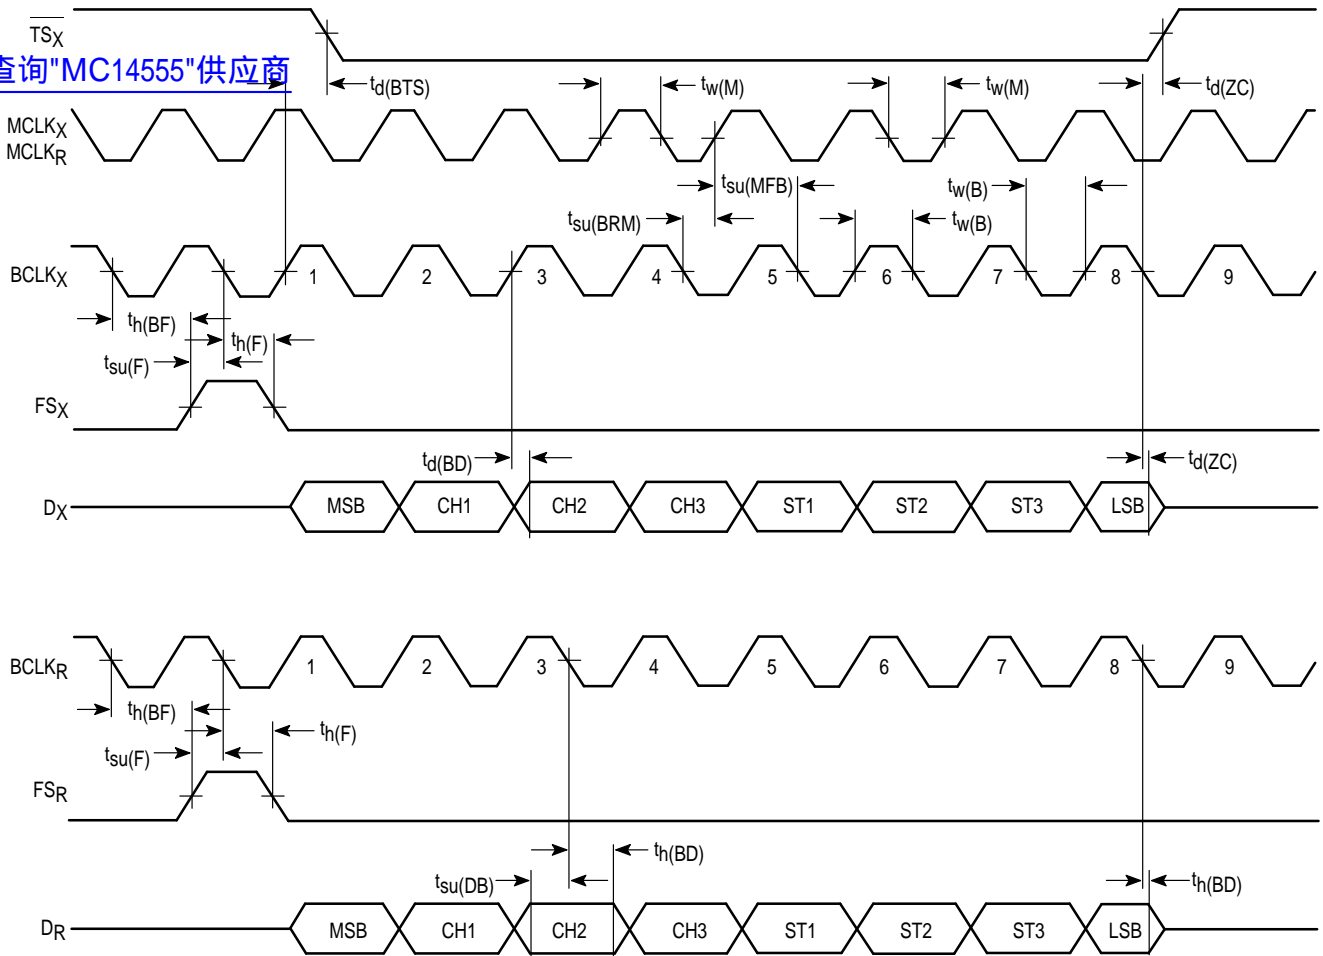 TSX
查询"MC14555"供应商
td(BTS) tw(M) tw(M) td(ZC)
MCLKX
MCLKR
tsu(MFB) tw(B)
tsu(BRM) tw(B)
BCLKX 1 2 3 4 5 6 7 8 9
th(BF) th(F)
tsu(F)
FSX
td(BD) td(ZC)
DX MSB CH1 CH2 CH3 ST1 ST2 ST3 LSB
BCLKR 1 2 3 4 5 6 7 8 9
th(BF) th(F)
tsu(F)
FSR
th(BD)
tsu(DB) th(BD)
DR MSB CH1 CH2 CH3 ST1 ST2 ST3 LSB